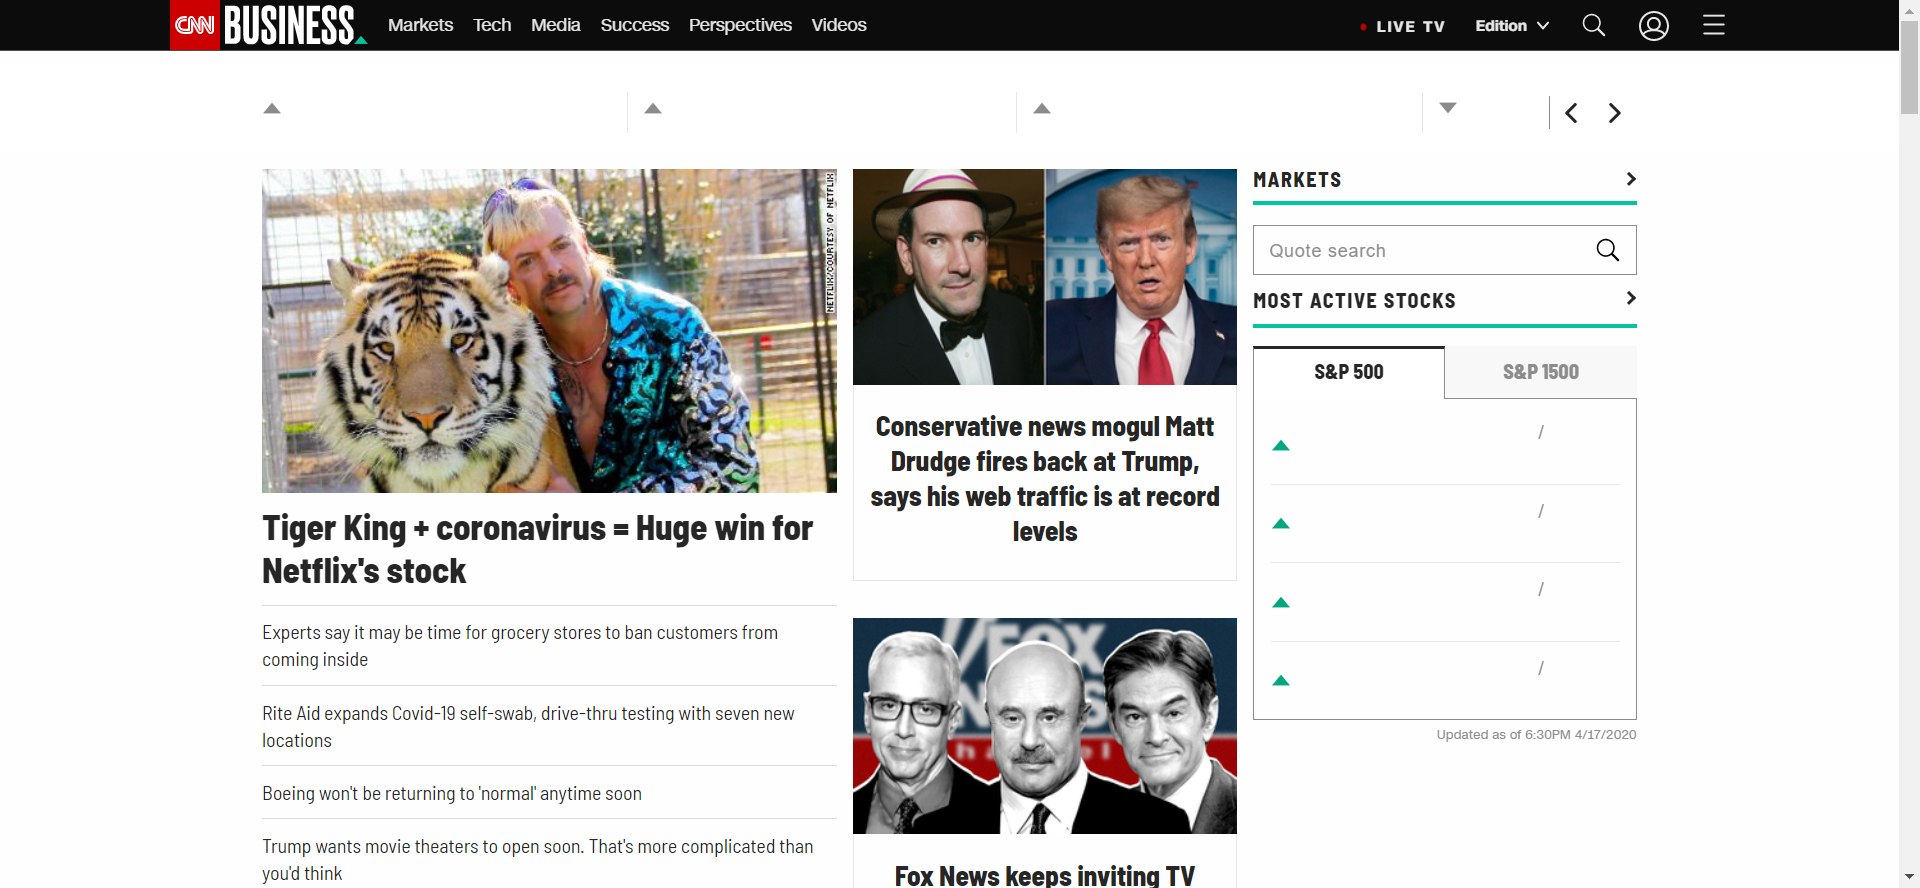 CNN BUSINESS Markets Tech Media Success Perspectives Videos LIVE TV Edition
NETFLIX/COURTESY OF NETFLIX
Tiger King + coronavirus = Huge win for
Netflix's stock
Experts say it may be time for grocery stores to ban customers from
coming inside
Rite Aid expands Covid-19 self-swab, drive-thru testing with seven new
locations
Boeing won't be returning to 'normal' anytime soon
Trump wants movie theaters to open soon. That's more complicated than
you'd think
Conservative news mogul Matt
Drudge fires back at Trump,
says his web traffic is at record
levels
FOX
Fox News keeps inviting TV
MARKETS
Quote search
MOST ACTIVE STOCKS
S&P 500 S&P 1500
/
/
/
/
Updated as of 6:30PM 4/17/2020